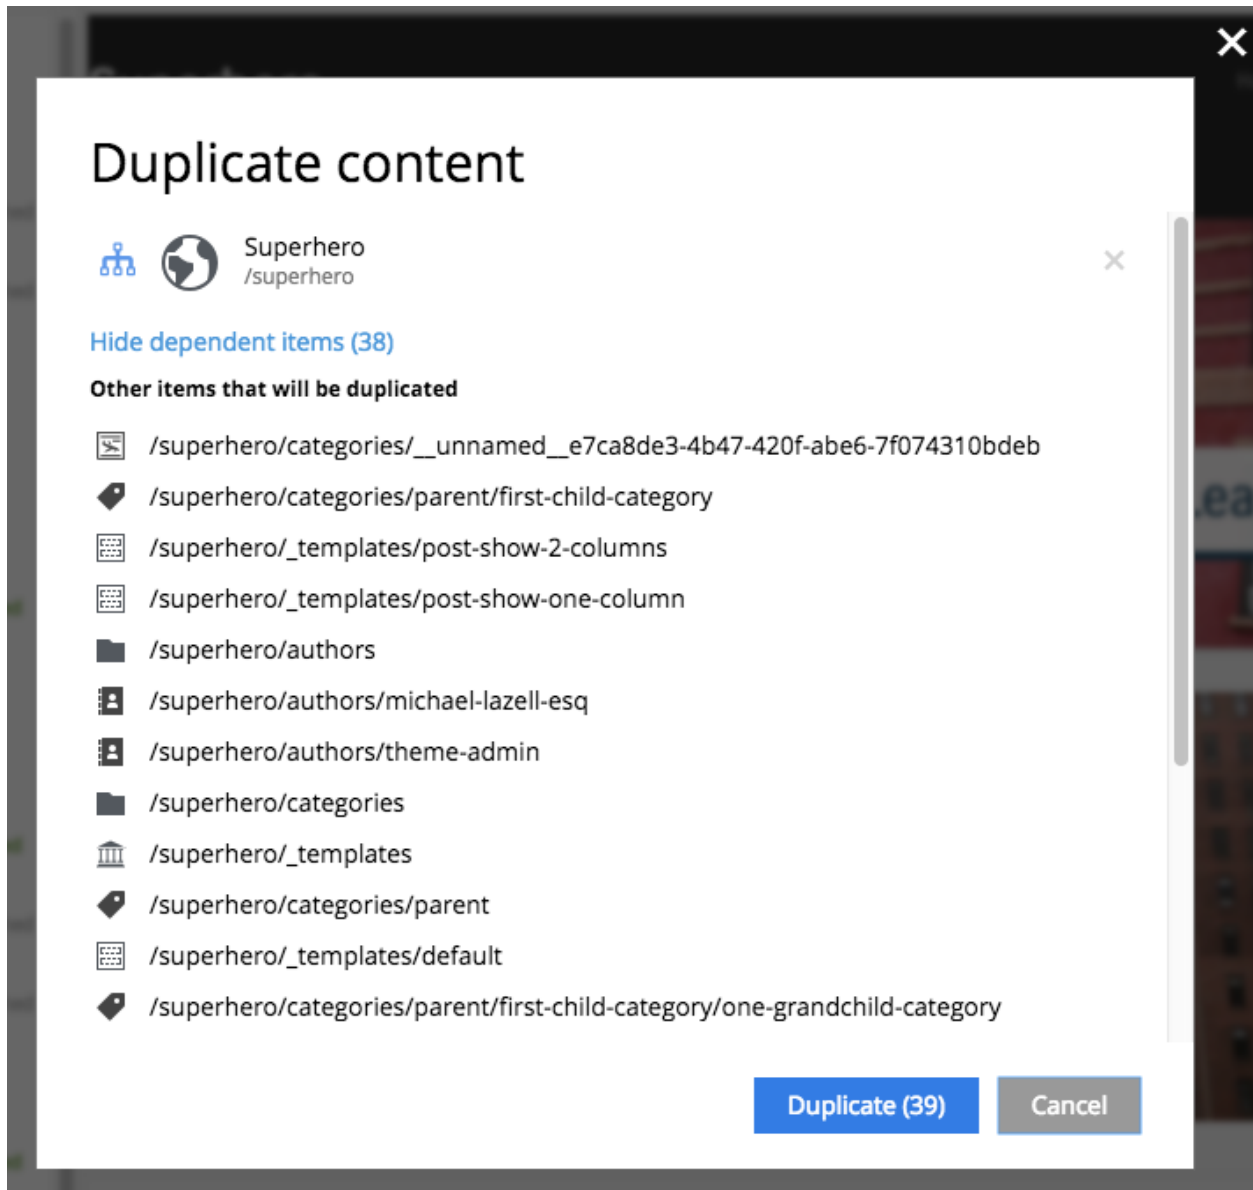 Duplicate content
Superhero
/superhero
Hide dependent items (38)
Other items that will be duplicated
/superhero/categories/__unnamed__e7ca8de3-4b47-420f-abe6-7f074310bdeb
/superhero/categories/parent/first-child-category
/superhero/_templates/post-show-2-columns
/superhero/_templates/post-show-one-column
/superhero/authors
/superhero/authors/michael-lazell-esq
/superhero/authors/theme-admin
/superhero/categories
/superhero/_templates
/superhero/categories/parent
/superhero/_templates/default
/superhero/categories/parent/first-child-category/one-grandchild-category
Duplicate (39)
Cancel